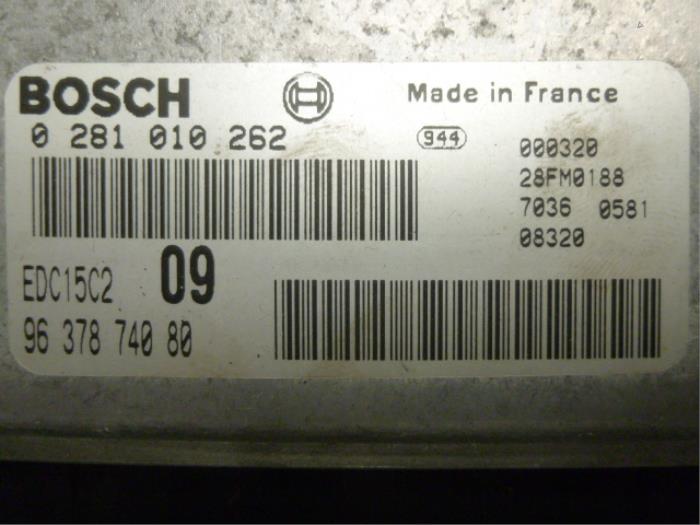 BOSCH Made in France
0 281 010 262 944 000320
28FM0188
7036 0581
08320
EDC15C2 09
96 378 740 80